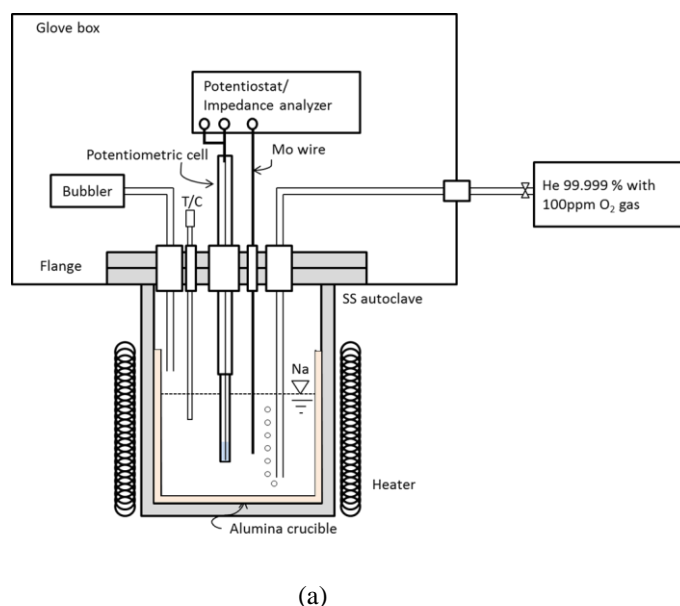 Glove box
Potentiostat/
Impedance analyzer
Potentiometric cell
Mo wire
Bubbler
T/C
He 99.999 % with
100ppm O₂ gas
Flange
SS autoclave
Na
Heater
Alumina crucible
(a)